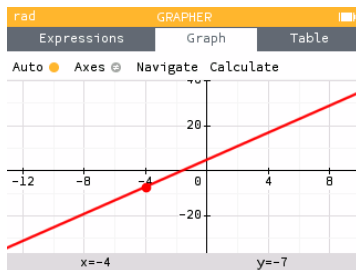 rad GRAPHER
Expressions Graph Table
Auto Axes Navigate Calculate
20
-12 -8 -4 0 4 8
-20
x=-4 y=-7